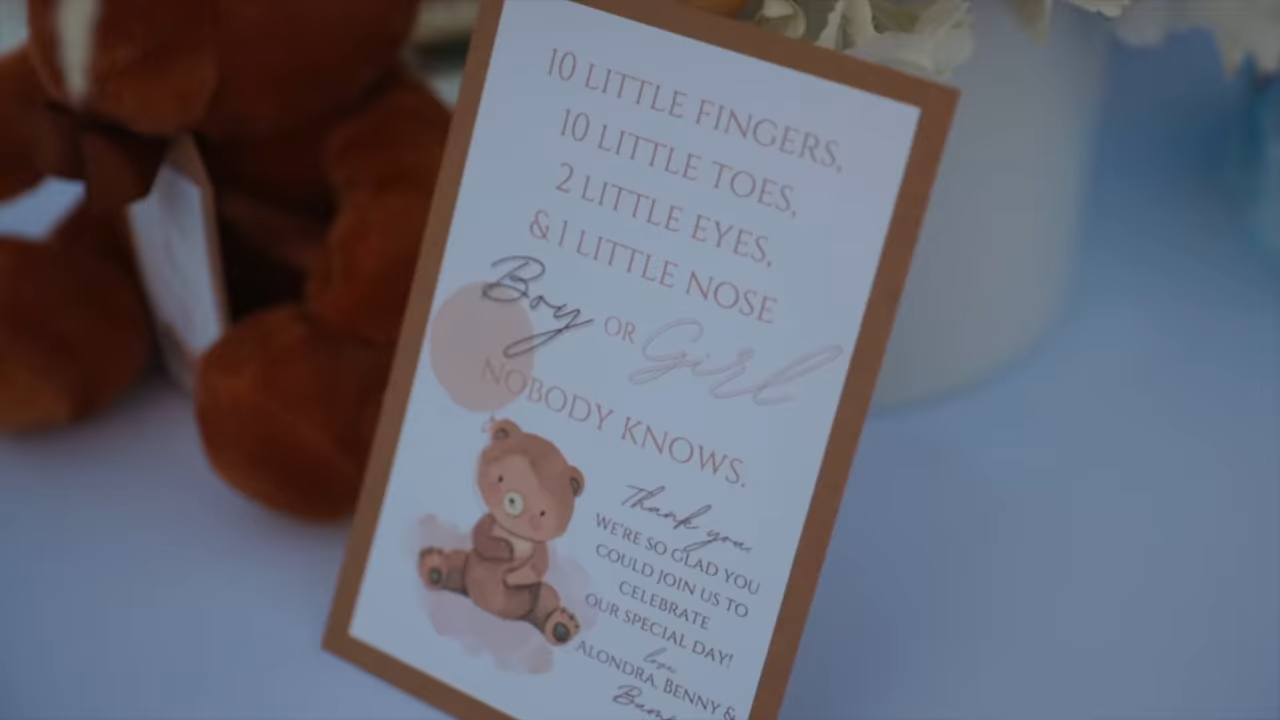 10 LITTLE FINGERS,
10 LITTLE TOES,
2 LITTLE EYES,
& 1 LITTLE NOSE
Boy OR Girl
NOBODY KNOWS.
Thank you
WE'RE SO GLAD YOU
COULD JOIN US TO
CELEBRATE
OUR SPECIAL DAY!
love
ALONDRA, BENNY &